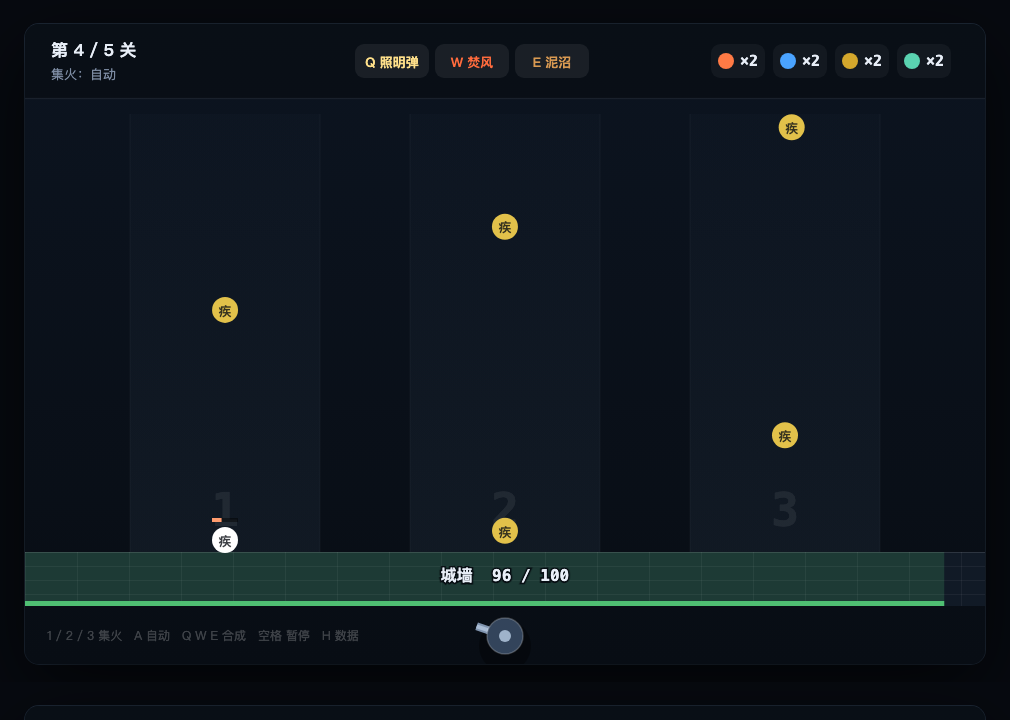 第 4 / 5 关
集火：自动
Q 照明弹
W 焚风
E 泥沼
×2
×2
×2
×2
疾
疾
疾
疾
1
2
3
疾
疾
城墙 96 / 100
1 / 2 / 3 集火 A 自动 Q W E 合成 空格 暂停 H 数据